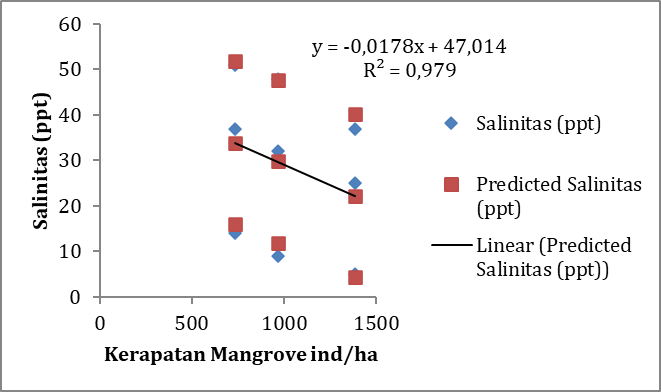 y = -0,0178x + 47,014
R² = 0,979
60
50
40
30
20
10
0
Salinitas (ppt)
0
500
1000
1500
Kerapatan Mangrove ind/ha
Salinitas (ppt)
Predicted Salinitas
(ppt)
Linear (Predicted
Salinitas (ppt))